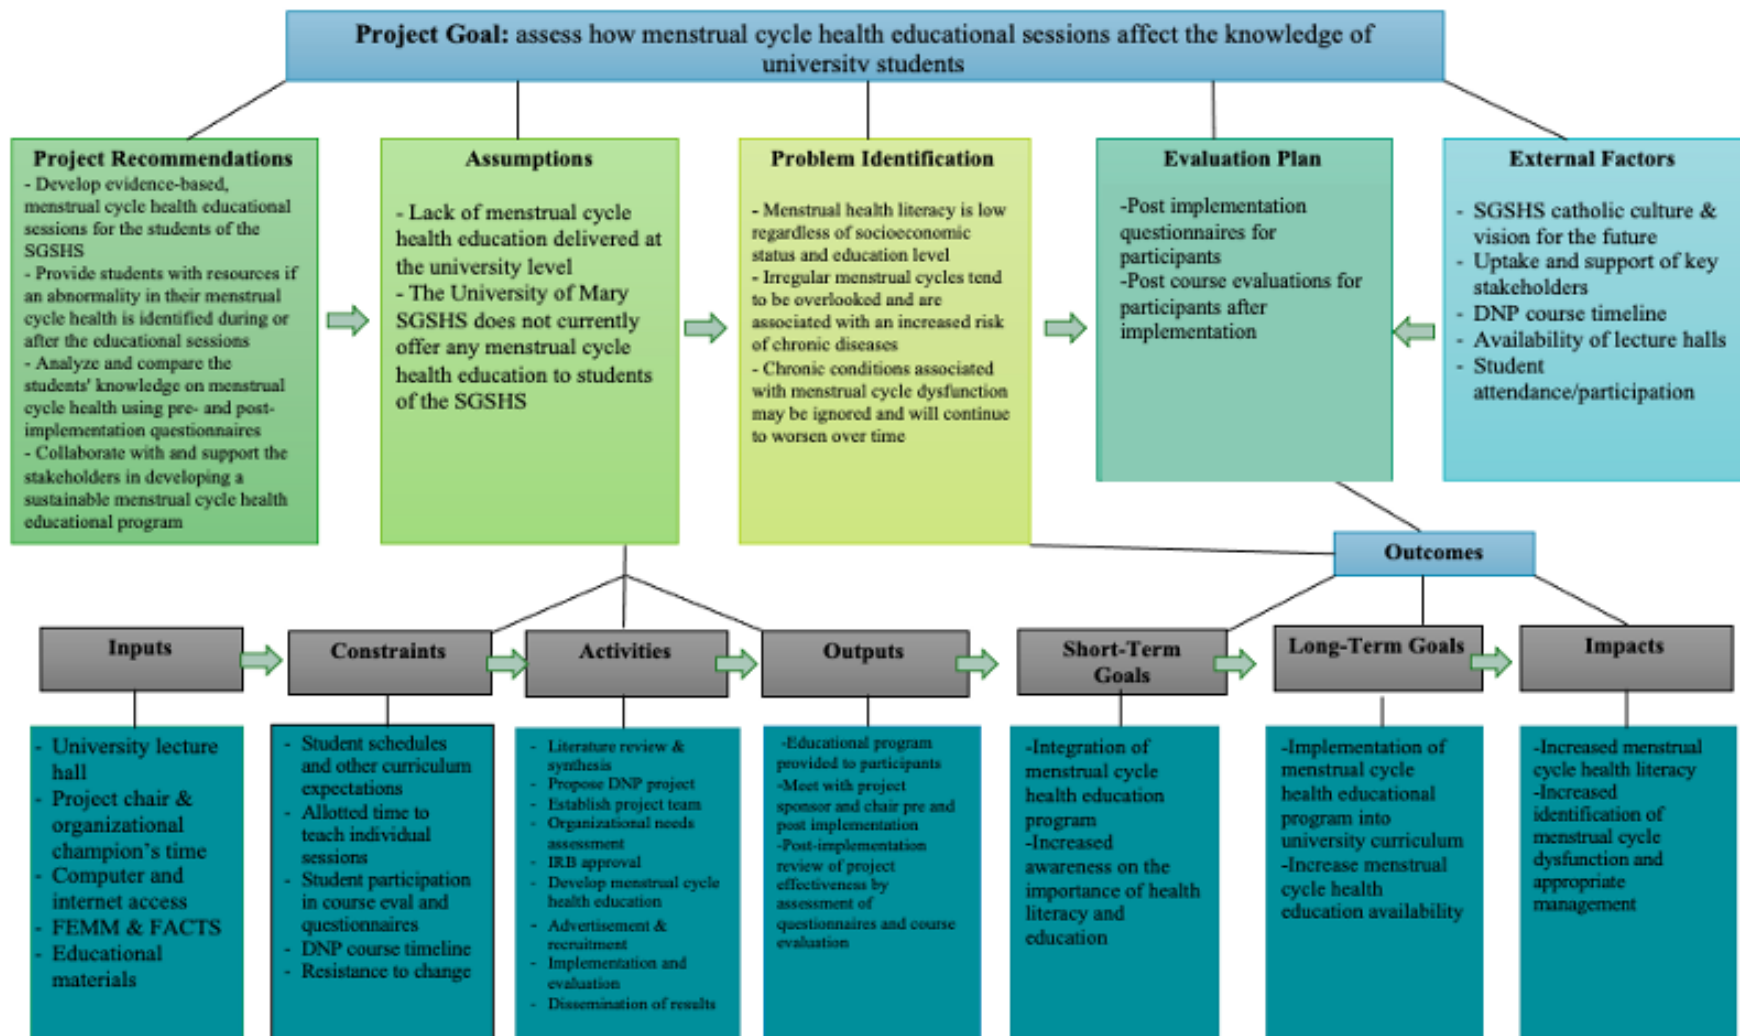 Project Goal: assess how menstrual cycle health educational sessions affect the knowledge of
university students
Project Recommendations
- Develop evidence-based,
menstrual cycle health educational
sessions for the students of the
SGSHS
- Provide students with resources if
an abnormality in their menstrual
cycle health is identified during or
after the educational sessions
- Analyze and compare the
students' knowledge on menstrual
cycle health using pre- and post-
implementation questionnaires
- Collaborate with and support the
stakeholders in developing a
sustainable menstrual cycle health
educational program
Assumptions
- Lack of menstrual cycle
health education delivered at
the university level
- The University of Mary
SGSHS does not currently
offer any menstrual cycle
health education to students
of the SGSHS
Problem Identification
- Menstrual health literacy is low
regardless of socioeconomic
status and education level
- Irregular menstrual cycles tend
to be overlooked and are
associated with an increased risk
of chronic diseases
- Chronic conditions associated
with menstrual cycle dysfunction
may be ignored and will continue
to worsen over time
Evaluation Plan
-Post implementation
questionnaires for
participants
-Post course evaluations for
participants after
implementation
External Factors
- SGSHS catholic culture &
vision for the future
- Uptake and support of key
stakeholders
- DNP course timeline
- Availability of lecture halls
- Student
attendance/participation
Outcomes
Inputs
- University lecture
hall
- Project chair &
organizational
champion's time
- Computer and
internet access
- FEMM & FACTS
- Educational
materials
Constraints
- Student schedules
and other curriculum
expectations
- Allotted time to
teach individual
sessions
- Student participation
in course eval and
questionnaires
- DNP course timeline
- Resistance to change
Activities
- Literature review &
synthesis
- Propose DNP project
- Establish project team
- Organizational needs
assessment
- IRB approval
- Develop menstrual cycle
health education
- Advertisement &
recruitment
- Implementation and
evaluation
- Dissemination of results
Outputs
-Educational program
provided to participants
-Meet with project
sponsor and chair pre and
post implementation
-Post-implementation
review of project
effectiveness by
assessment of
questionnaires and course
evaluation
Short-Term
Goals
-Integration of
menstrual cycle
health education
program
-Increased
awareness on the
importance of health
literacy and
education
Long-Term Goals
-Implementation of
menstrual cycle
health educational
program into
university curriculum
-Increase menstrual
cycle health
education availability
Impacts
-Increased menstrual
cycle health literacy
-Increased
identification of
menstrual cycle
dysfunction and
appropriate
management